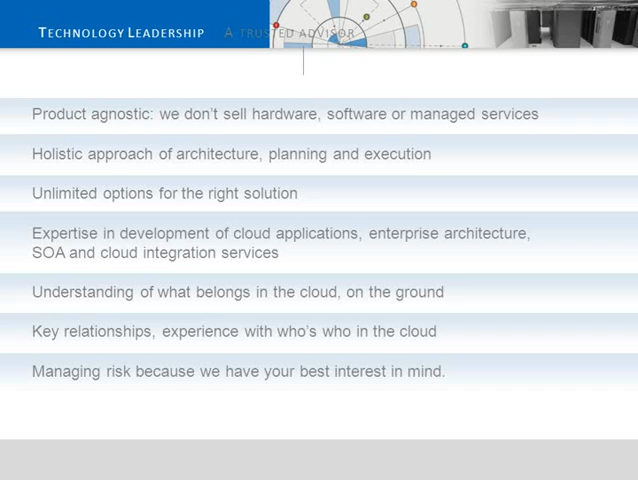 TECHNOLOGY LEADERSHIP A TRUSTED ADVISOR
Product agnostic: we don't sell hardware, software or managed services
Holistic approach of architecture, planning and execution
Unlimited options for the right solution
Expertise in development of cloud applications, enterprise architecture,
SOA and cloud integration services
Understanding of what belongs in the cloud, on the ground
Key relationships, experience with who's who in the cloud
Managing risk because we have your best interest in mind.